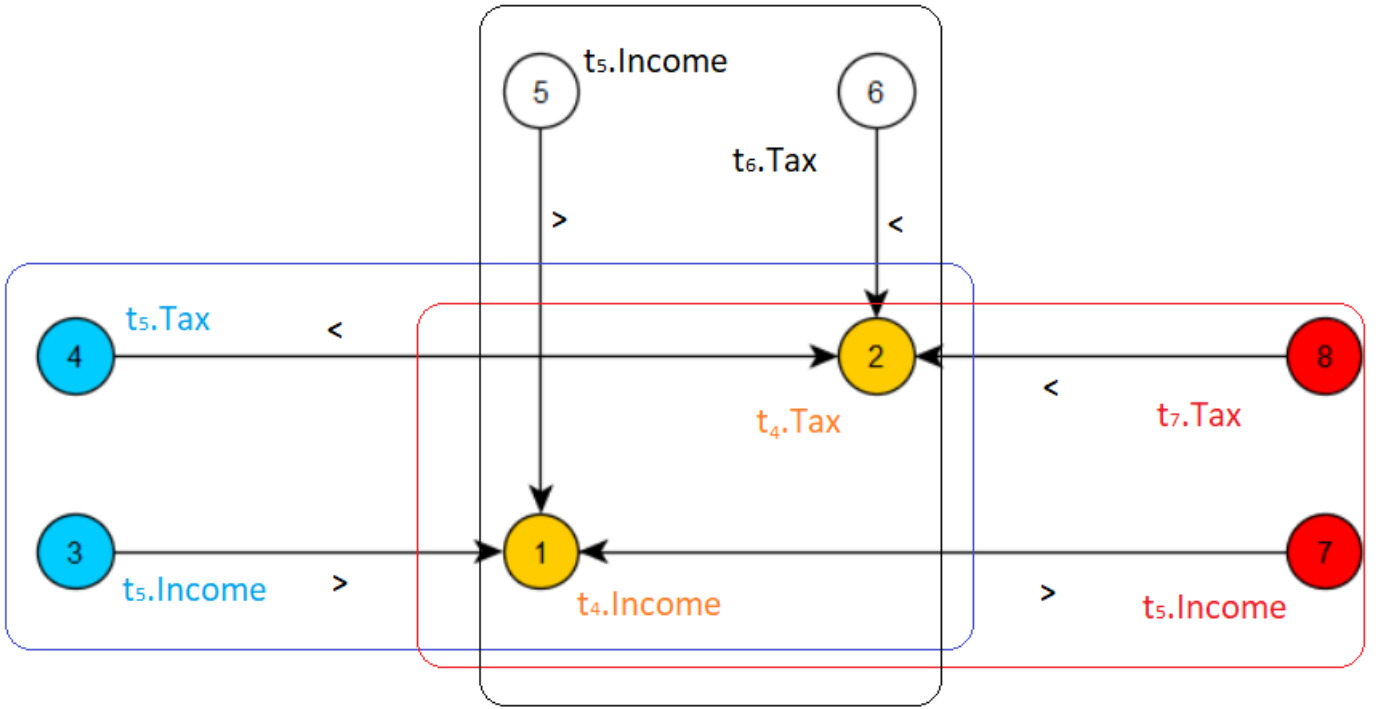 5 t₅.Income 6
t₆.Tax
> <
4 t₅.Tax < 2 8
< t₇.Tax
t₄.Tax
3 1 7
t₅.Income > t₄.Income > t₅.Income